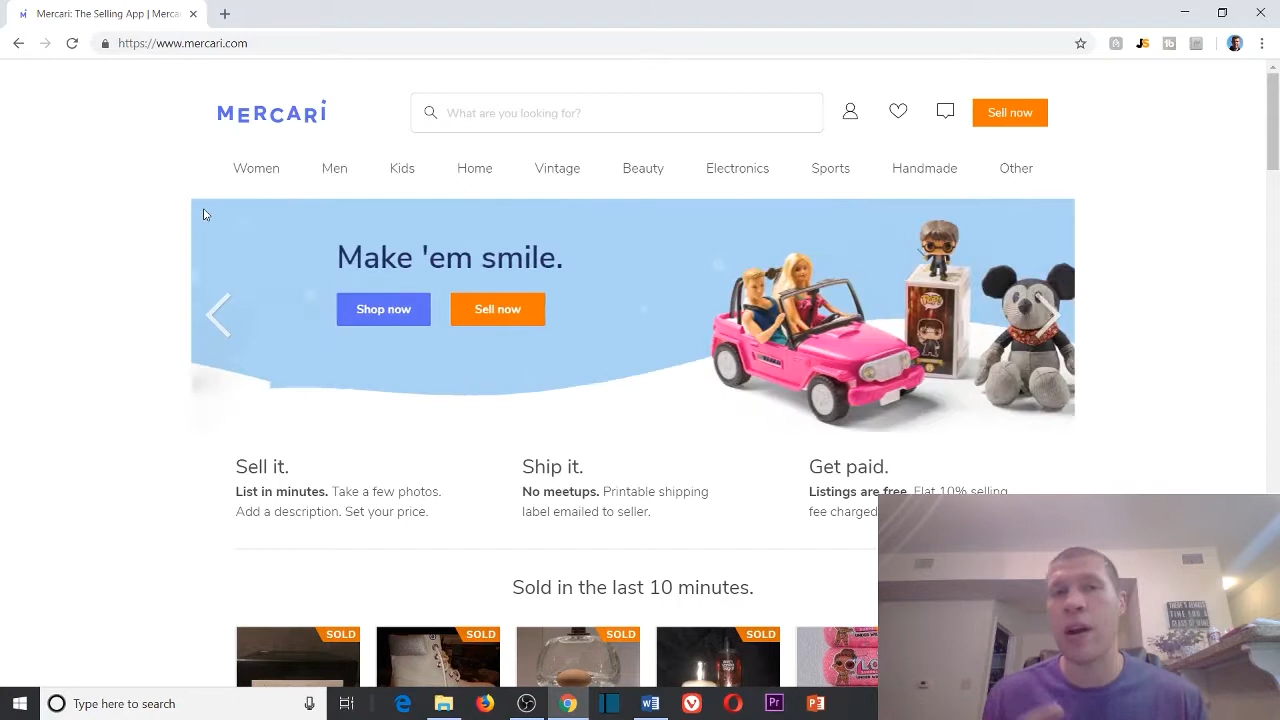 Mercari: The Selling App | Merca
https://www.mercari.com
MERCARI
What are you looking for?
Sell now
Women Men Kids Home Vintage Beauty Electronics Sports Handmade Other
Make 'em smile.
Shop now Sell now
Sell it.
List in minutes. Take a few photos.
Add a description. Set your price.
Ship it.
No meetups. Printable shipping
label emailed to seller.
Get paid.
Listings are free. Flat 10% selling
fee charged
Sold in the last 10 minutes.
SOLD SOLD SOLD SOLD
Type here to search